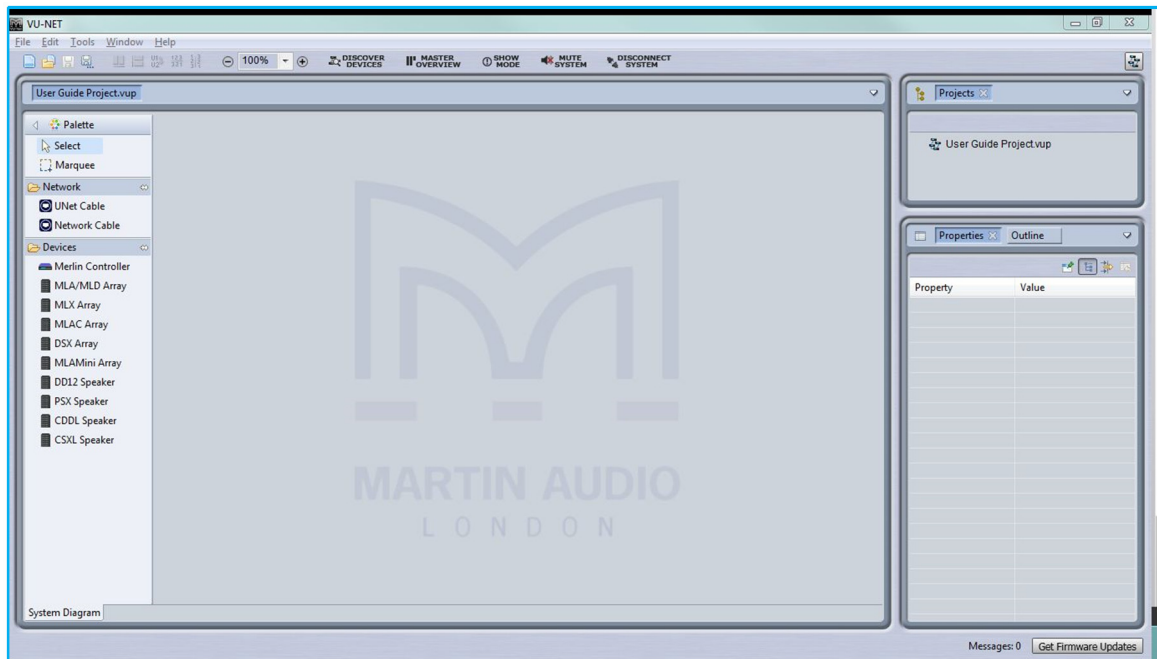 VU-NET
File Edit Tools Window Help
100% DISCOVER DEVICES MASTER OVERVIEW SHOW MODE MUTE SYSTEM DISCONNECT SYSTEM
User Guide Project.vup
Palette
Select
Marquee
Network
UNet Cable
Network Cable
Devices
Merlin Controller
MLA/MLD Array
MLX Array
MLAC Array
DSX Array
MLAMini Array
DD12 Speaker
PSX Speaker
CDDL Speaker
CSXL Speaker
MARTIN AUDIO
LONDON
System Diagram
Projects
User Guide Project.vup
Properties Outline
Property Value
Messages: 0 Get Firmware Updates